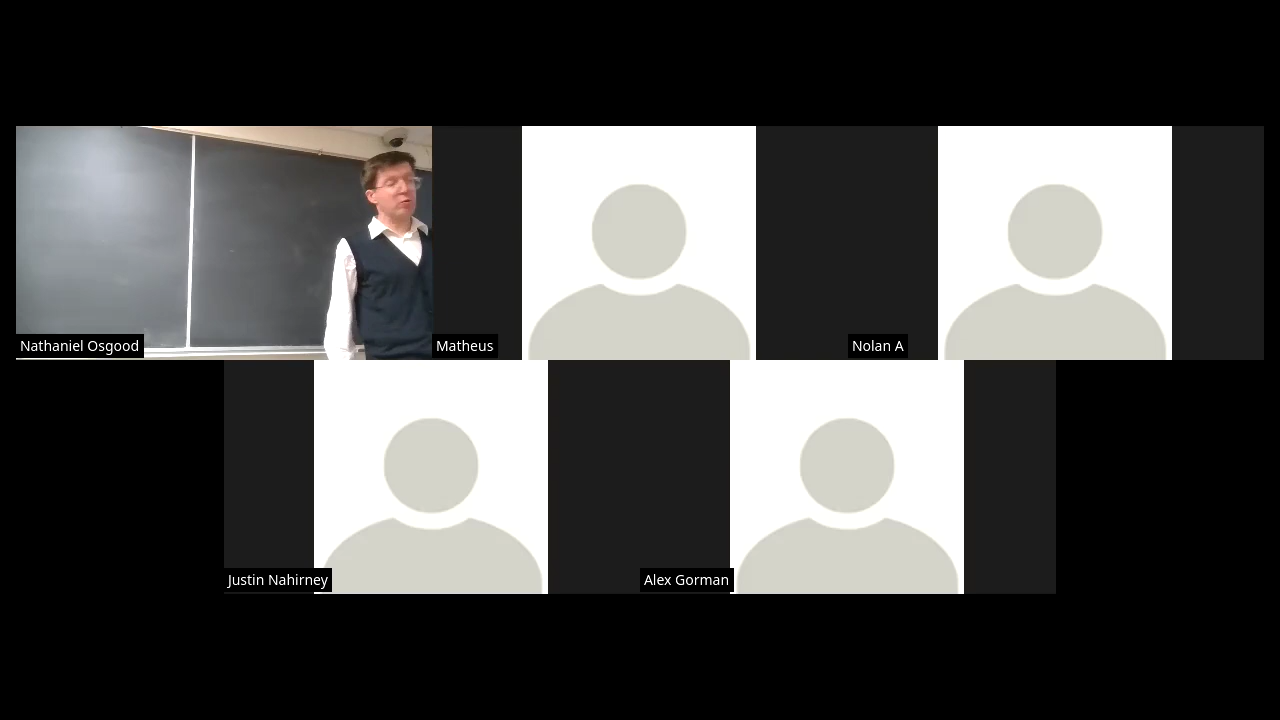 Nathaniel Osgood
Matheus
Nolan A
Justin Nahirney
Alex Gorman